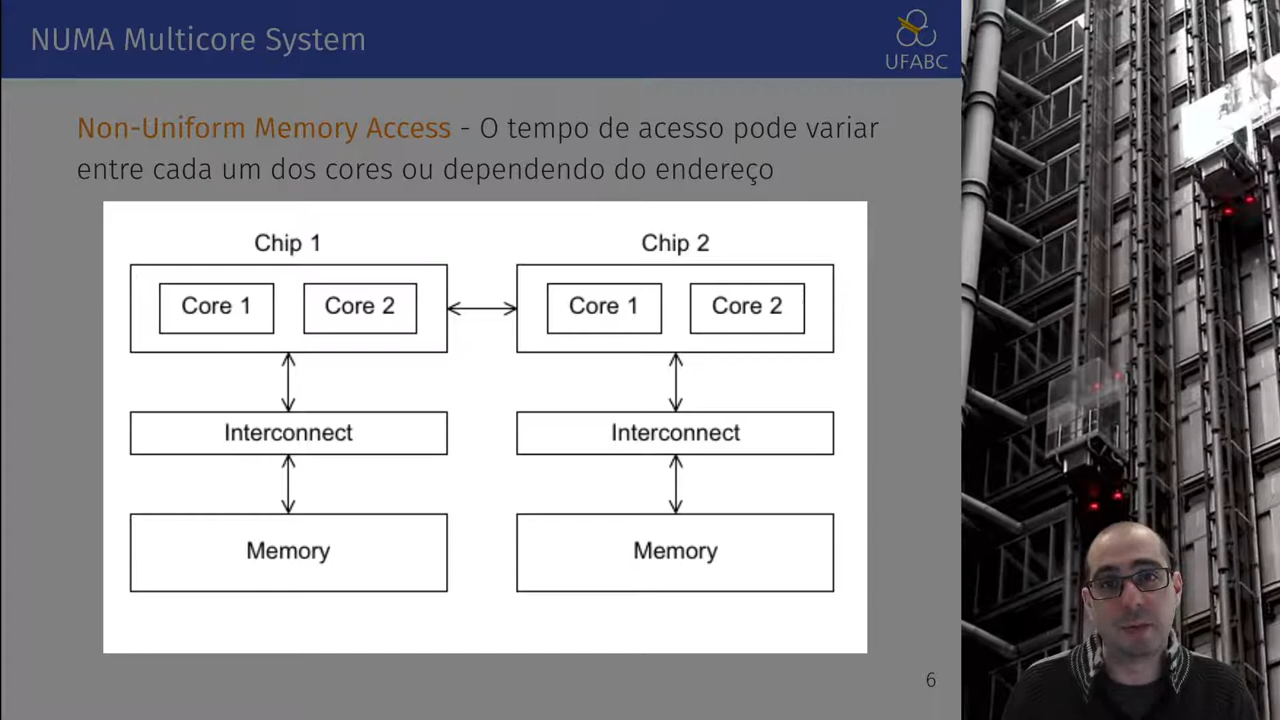 NUMA Multicore System
UFABC
Non-Uniform Memory Access - O tempo de acesso pode variar
entre cada um dos cores ou dependendo do endereço
Chip 1
Chip 2
Core 1
Core 2
Core 1
Core 2
Interconnect
Interconnect
Memory
Memory
6